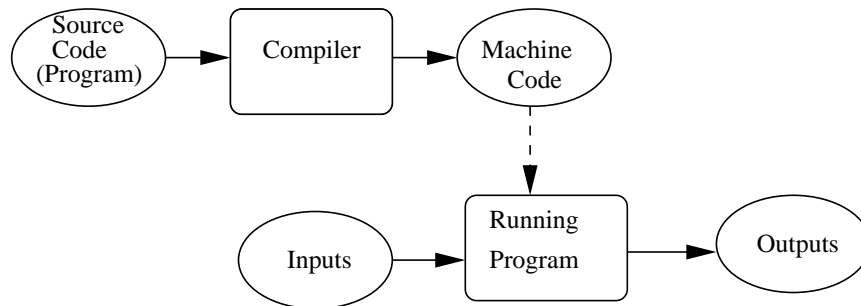 Source
Code
(Program)
Compiler
Machine
Code
Inputs
Running
Program
Outputs